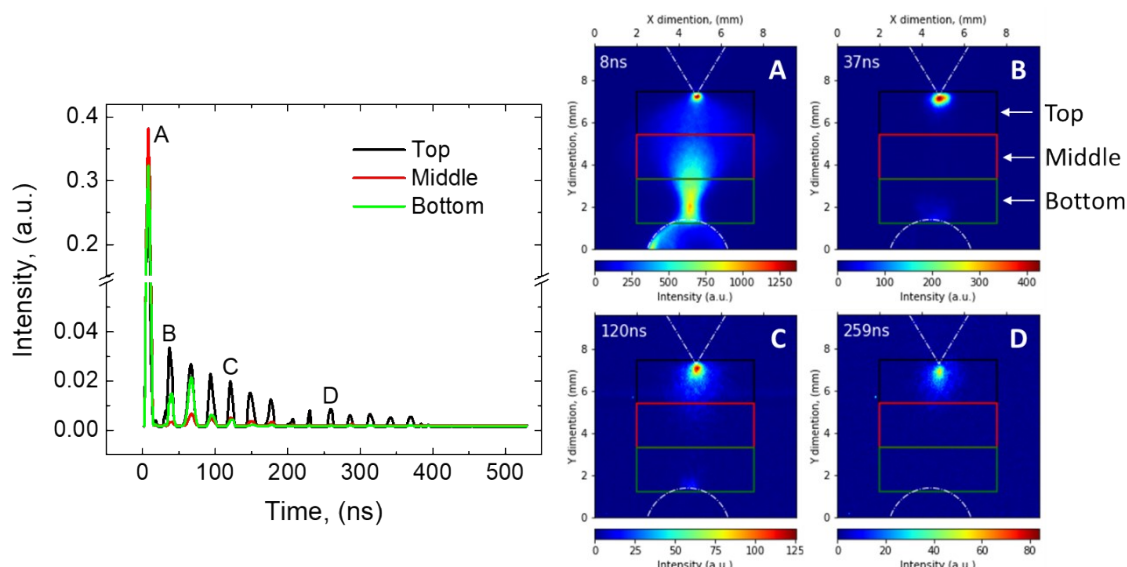 Intensity, (a.u.)
0.4
0.3
0.2
0.04
0.02
0.00
A
B
C
D
Top
Middle
Bottom
0
100
200
300
400
500
Time, (ns)
X dimention, (mm)
0 2 4 6 8
8ns
A
Y dimention, (mm)
8
6
4
2
0
0 250 500 750 1000 1250
Intensity (a.u.)
X dimention, (mm)
0 2 4 6 8
37ns
B
Y dimention, (mm)
8
6
4
2
0
0 100 200 300 400
Intensity (a.u.)
Top
Middle
Bottom
120ns
C
Y dimention, (mm)
8
6
4
2
0
0 25 50 75 100 125
Intensity (a.u.)
259ns
D
Y dimention, (mm)
8
6
4
2
0
0 20 40 60 80
Intensity (a.u.)